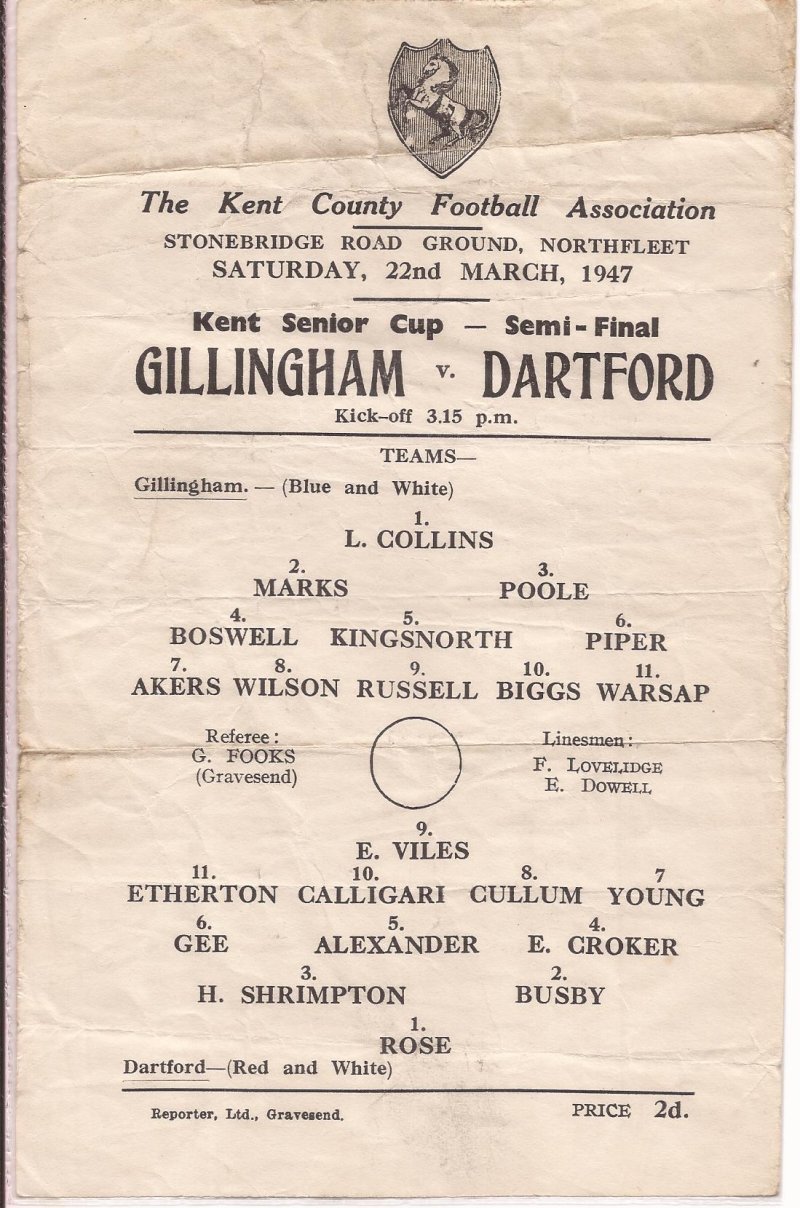 The Kent County Football Association
STONEBRIDGE ROAD GROUND, NORTHFLEET
SATURDAY, 22nd MARCH, 1947
Kent Senior Cup — Semi-Final
GILLINGHAM v. DARTFORD
Kick-off 3.15 p.m.
TEAMS—
Gillingham. — (Blue and White)
1.
L. COLLINS
2. 3.
MARKS POOLE
4. 5. 6.
BOSWELL KINGSNORTH PIPER
7. 8. 9. 10. 11.
AKERS WILSON RUSSELL BIGGS WARSAP
Referee:
G. FOOKS
(Gravesend)
Linesmen:
F. LOVELIDGE
E. DOWELL
9.
E. VILES
11. 10. 8. 7
ETHERTON CALLIGARI CULLUM YOUNG
6. 5. 4.
GEE ALEXANDER E. CROKER
3. 2.
H. SHRIMPTON BUSBY
1.
ROSE
Dartford—(Red and White)
Reporter, Ltd., Gravesend. PRICE 2d.